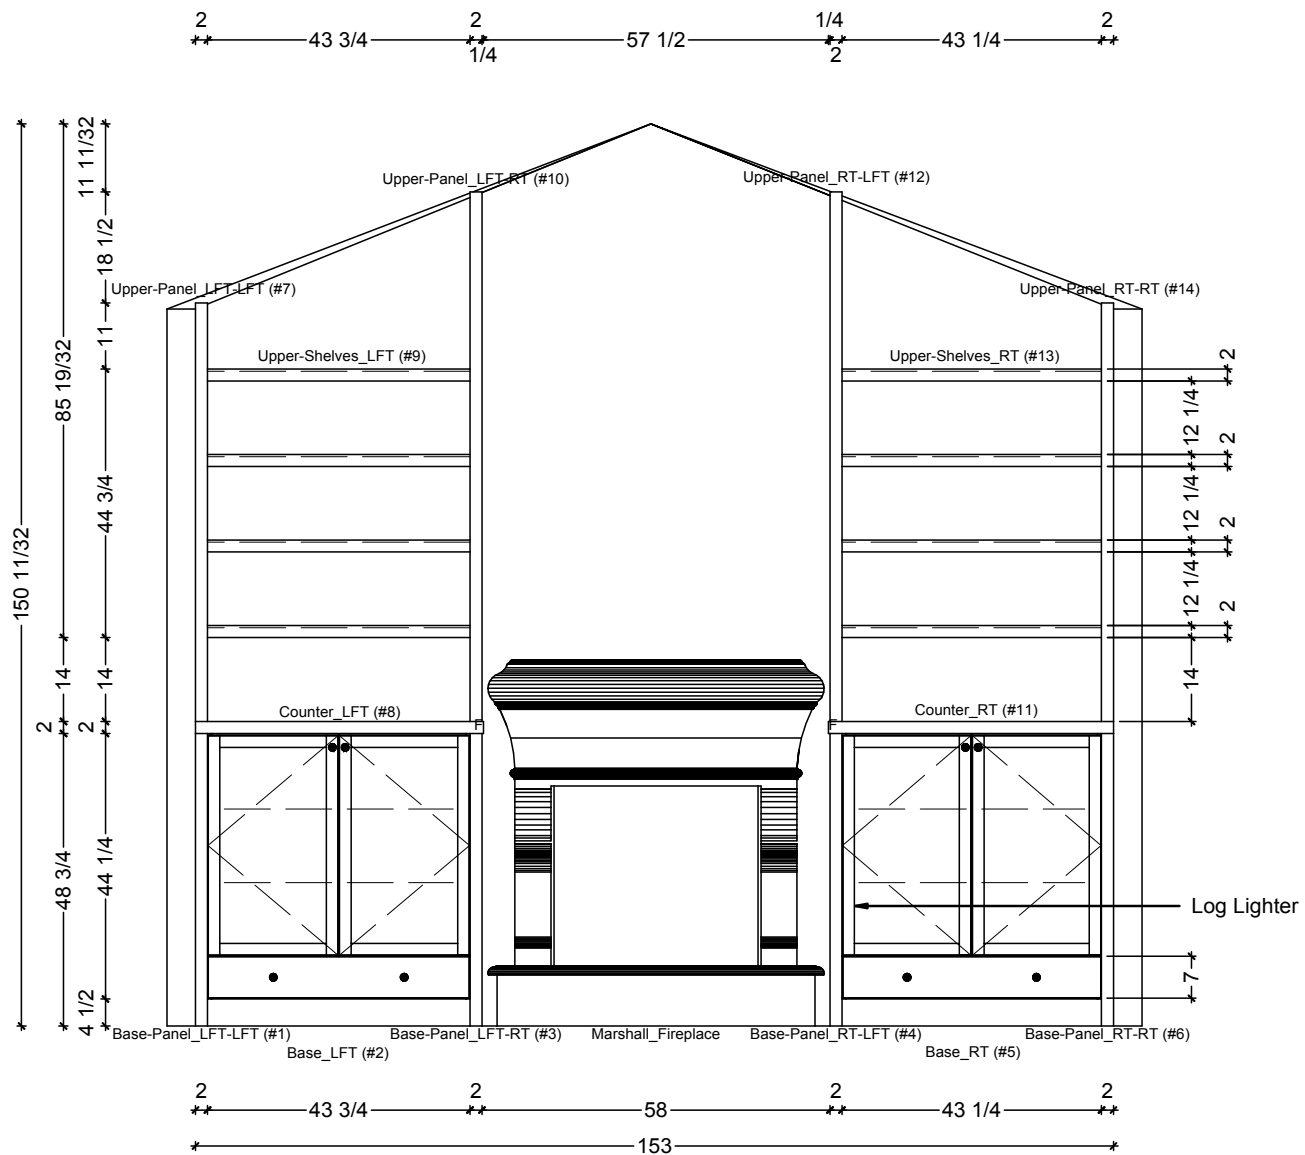 2
2
1/4
2
43 3/4
57 1/2
43 1/4
1/4
2
11 11/32
Upper-Panel_LFT-RT (#10)
Upper-Panel_RT-LFT (#12)
18 1/2
Upper-Panel_LFT-LFT (#7)
Upper-Panel_RT-RT (#14)
11
Upper-Shelves_LFT (#9)
Upper-Shelves_RT (#13)
2
85 19/32
12 1/4
2
44 3/4
12 1/4
2
150 11/32
12 1/4
2
14
14
14
Counter_LFT (#8)
Counter_RT (#11)
2
2
48 3/4
44 1/4
Log Lighter
7
4 1/2
Base-Panel_LFT-LFT (#1)
Base-Panel_LFT-RT (#3)
Marshall_Fireplace
Base-Panel_RT-LFT (#4)
Base-Panel_RT-RT (#6)
Base_LFT (#2)
Base_RT (#5)
2
2
2
2
43 3/4
58
43 1/4
153